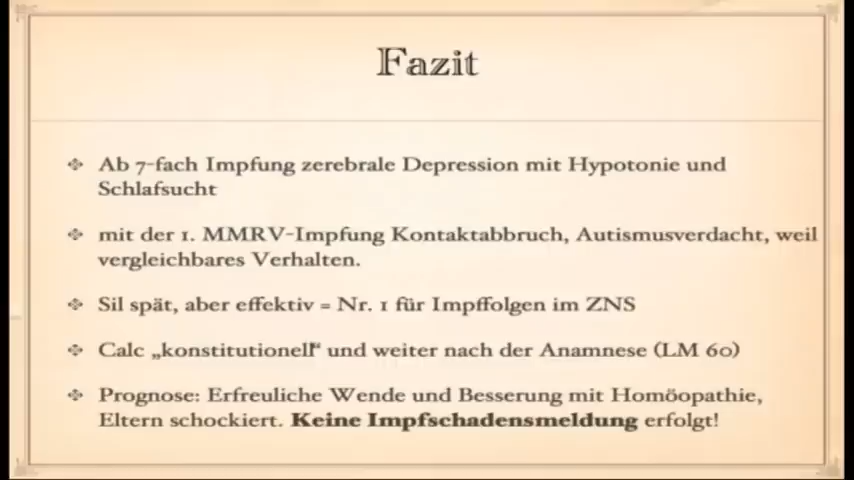 Fazit
Ab 7-fach Impfung zerebrale Depression mit Hypotonie und
Schlafsucht
mit der 1. MMRV-Impfung Kontaktabbruch, Autismusverdacht, weil
vergleichbares Verhalten.
Sil spät, aber effektiv = Nr. 1 für Impffolgen im ZNS
Calc „konstitutionell“ und weiter nach der Anamnese (LM 60)
Prognose: Erfreuliche Wende und Besserung mit Homöopathie,
Eltern schockiert. Keine Impfschadensmeldung erfolgt!